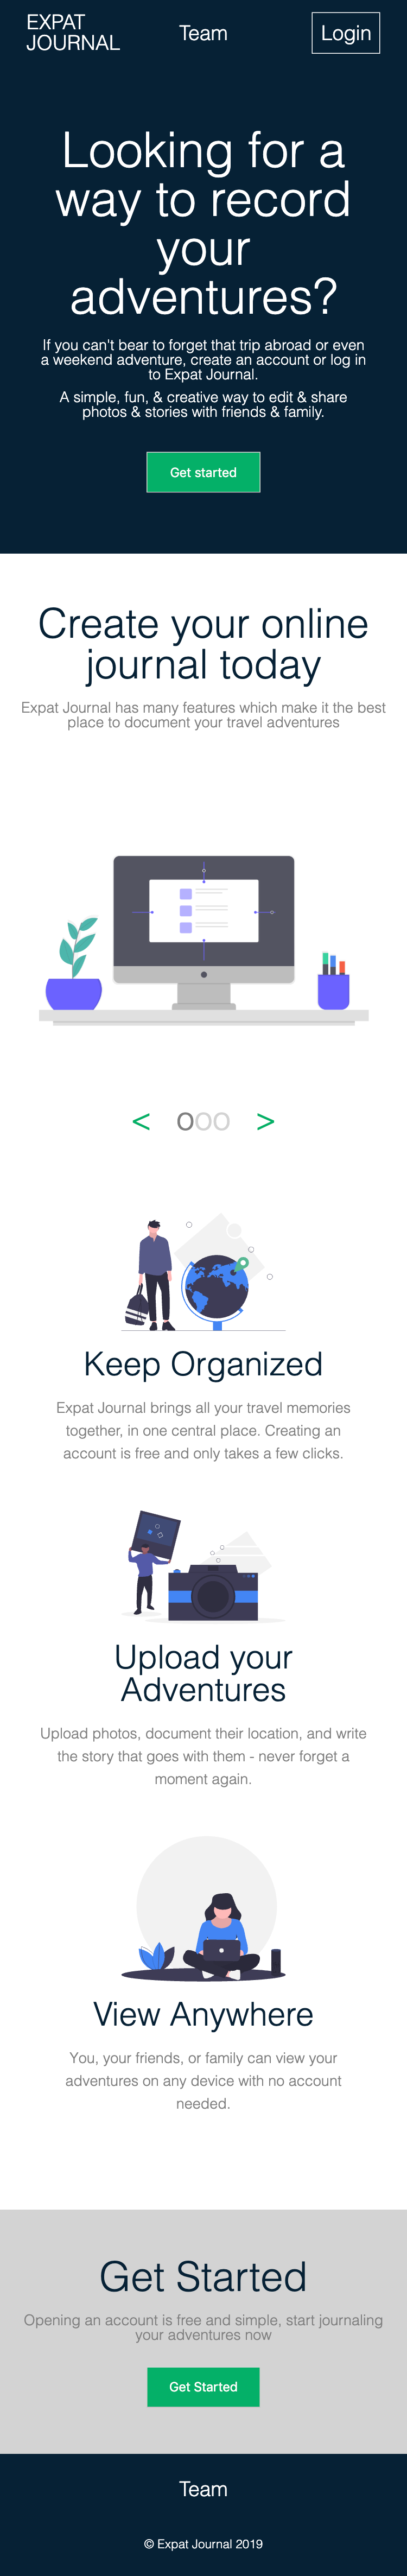 EXPAT
JOURNAL
Team
Login
Looking for a
way to record
your
adventures?
If you can't bear to forget that trip abroad or even
a weekend adventure, create an account or log in
to Expat Journal.
A simple, fun, & creative way to edit & share
photos & stories with friends & family.
Get started
Create your online
journal today
Expat Journal has many features which make it the best
place to document your travel adventures
< OOO >
Keep Organized
Expat Journal brings all your travel memories
together, in one central place. Creating an
account is free and only takes a few clicks.
Upload your
Adventures
Upload photos, document their location, and write
the story that goes with them - never forget a
moment again.
View Anywhere
You, your friends, or family can view your
adventures on any device with no account
needed.
Get Started
Opening an account is free and simple, start journaling
your adventures now
Get Started
Team
© Expat Journal 2019